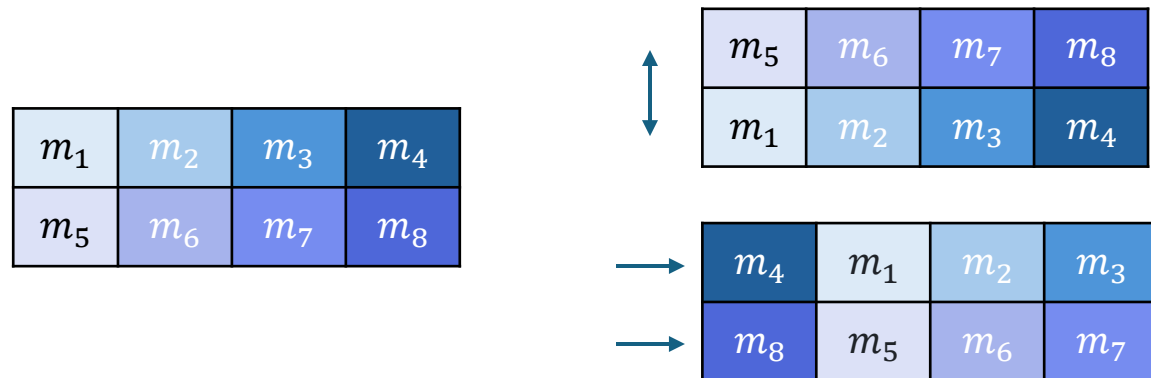 m₅ m₆ m₇ m₈
m₁ m₂ m₃ m₄
m₁ m₂ m₃ m₄
m₅ m₆ m₇ m₈
m₄ m₁ m₂ m₃
m₈ m₅ m₆ m₇